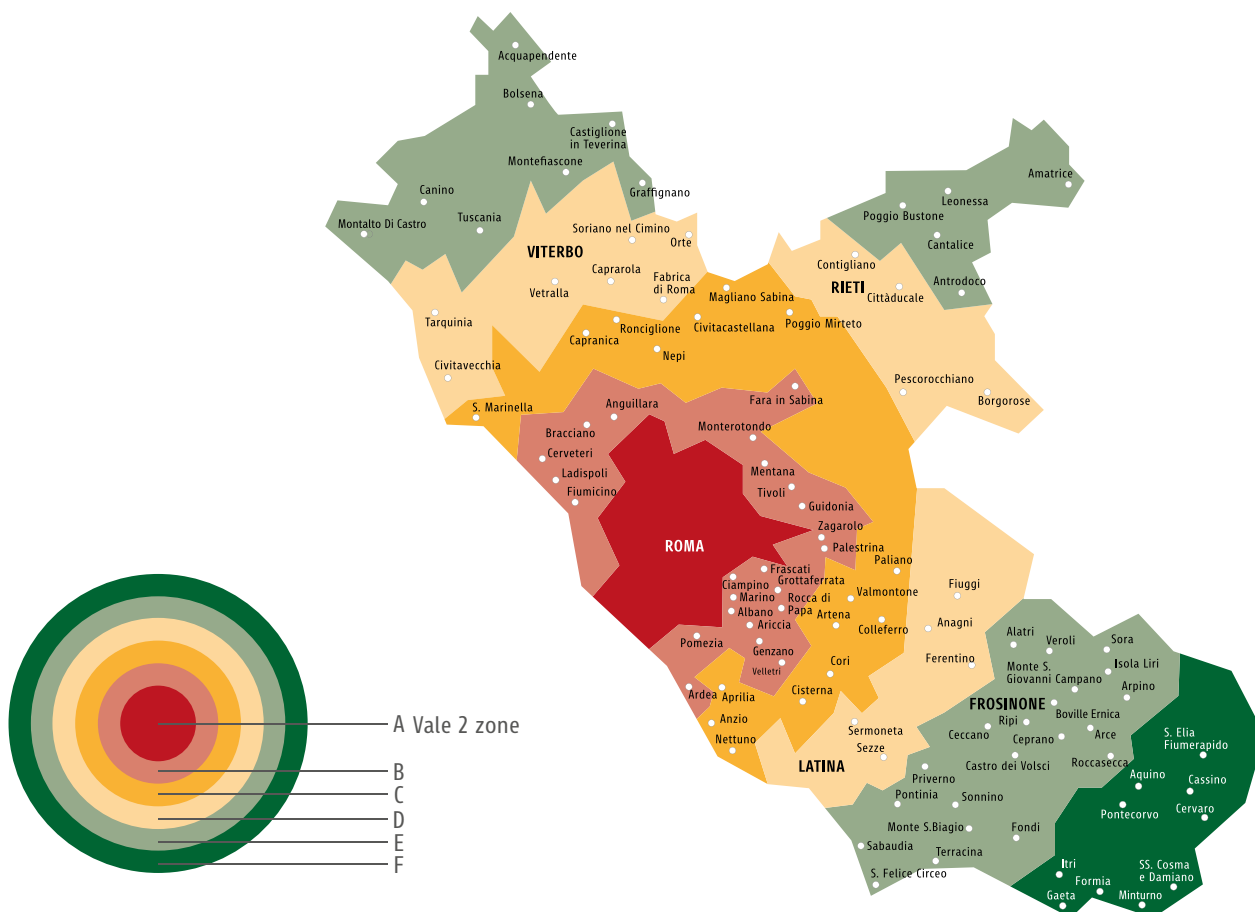 Acquapendente
Bolsena
Castiglione
in Teverina
Montefiascone
Graffignano
Canino
Montalto Di Castro
Tuscania
Amatrice
Leonessa
Poggio Bustone
Cantalice
Antrodoco
Soriano nel Cimino
Orte
VITERBO
Caprarola
Fabrica
di Roma
Vetralla
Contigliano
RIETI
Cittàducale
Magliano Sabina
Tarquinia
Ronciglione
Civitacastellana
Poggio Mirteto
Capranica
Nepi
Civitavecchia
Pescorocchiano
Borgorose
S. Marinella
Anguillara
Fara in Sabina
Bracciano
Monterotondo
Cerveteri
Mentana
Ladispoli
Tivoli
Fiumicino
Guidonia
Zagarolo
ROMA
Palestrina
Paliano
Frascati
Ciampino
Grottaferrata
Fiuggi
Marino
Rocca di
Papa
Valmontone
Albano
Artena
Ariccia
Colleferro
Anagni
Pomezia
Genzano
Velletri
Ferentino
Alatri
Veroli
Sora
Monte S.
Giovanni Campano
Isola Liri
Arpino
Cori
Ardea
Aprilia
Cisterna
FROSINONE
Anzio
Nettuno
Sermoneta
Sezze
LATINA
Ripi
Boville Ernica
Ceccano
Ceprano
Arce
Castro dei Volsci
Roccasecca
S. Elia
Fiumerapido
Priverno
Aquino
Cassino
Pontinia
Sonnino
Pontecorvo
Cervaro
Monte S.Biagio
Fondi
Sabaudia
Terracina
S. Felice Circeo
Itri
SS. Cosma
e Damiano
Formia
Gaeta
Minturno
A Vale 2 zone
B
C
D
E
F